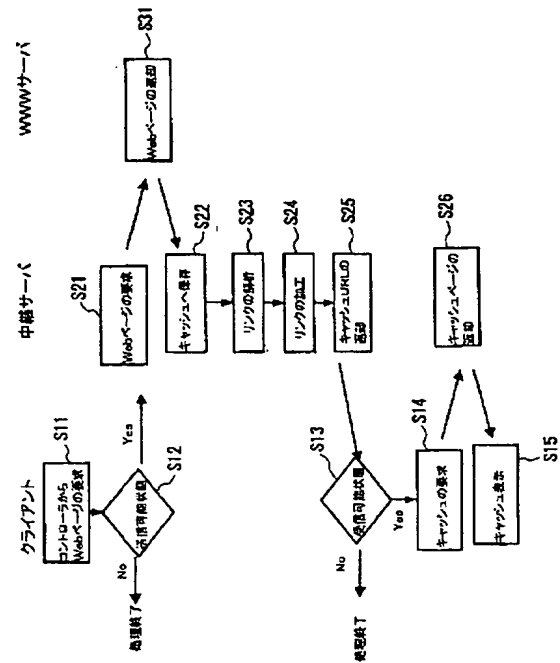 クライアント
中継サーバ
WWWサーバ
S11
コントローラから
Webページの要求
S12
送信可能状態
Yes
No
処理終了
S21
Webページの要求
S31
Webページの返却
S22
キャッシュへ保存
S23
リンクの解析
S24
リンクの加工
S25
キャッシュURLの
返却
S13
受信可能状態
Yes
No
処理終了
S14
キャッシュの要求
S26
キャッシュページの
返却
S15
キャッシュ表示